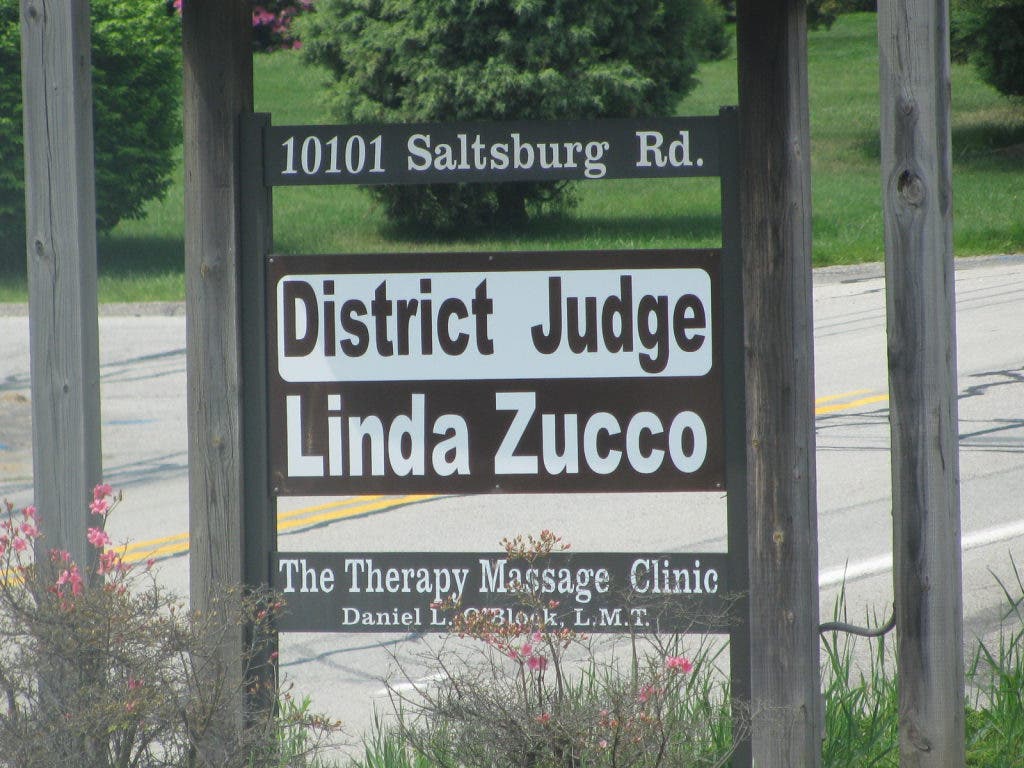 10101 Saltsburg Rd.
District Judge
Linda Zucco
The Therapy Massage Clinic
Daniel L. O'Block, L.M.T.